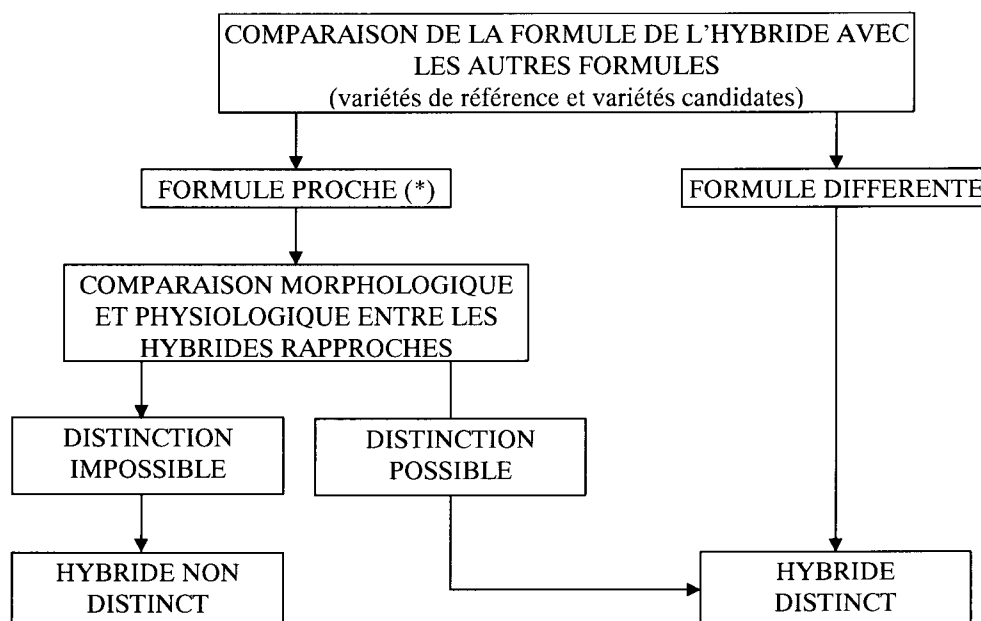 COMPARAISON DE LA FORMULE DE L'HYBRIDE AVEC
LES AUTRES FORMULES
(variétés de référence et variétés candidates)
FORMULE PROCHE (*)
FORMULE DIFFERENTE
COMPARAISON MORPHOLOGIQUE
ET PHYSIOLOGIQUE ENTRE LES
HYBRIDES RAPPROCHES
DISTINCTION
IMPOSSIBLE
DISTINCTION
POSSIBLE
HYBRIDE NON
DISTINCT
HYBRIDE
DISTINCT